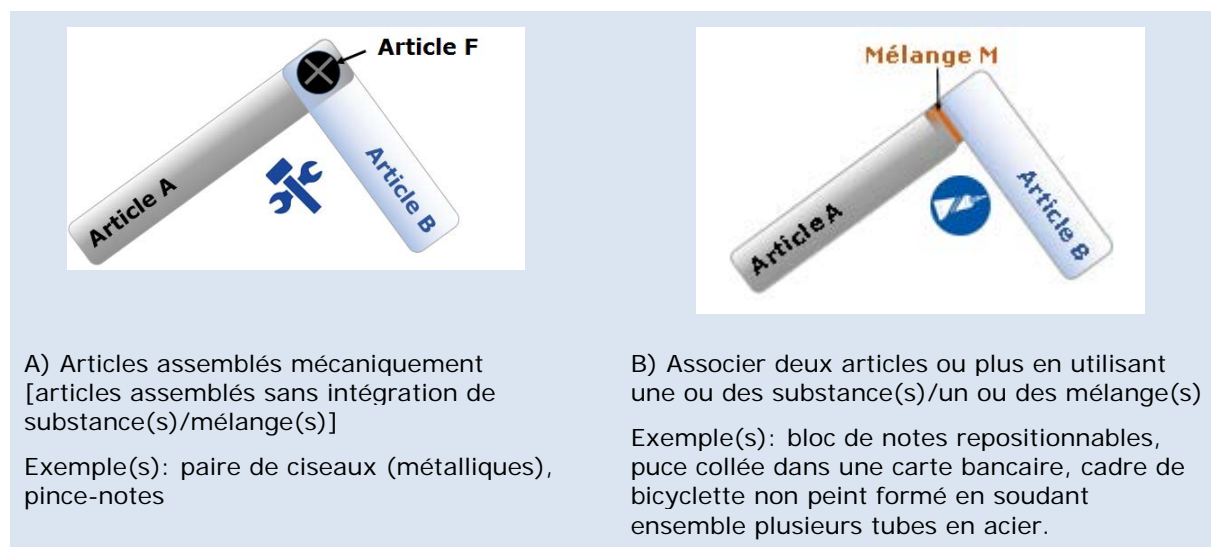 Article F
Article A
Article B
Mélange M
Article A
Article B
A) Articles assemblés mécaniquement
[articles assemblés sans intégration de
substance(s)/mélange(s)]
Exemple(s): paire de ciseaux (métalliques),
pince-notes
B) Associer deux articles ou plus en utilisant
une ou des substance(s)/un ou des mélange(s)
Exemple(s): bloc de notes repositionnables,
puce collée dans une carte bancaire, cadre de
bicyclette non peint formé en soudant
ensemble plusieurs tubes en acier.